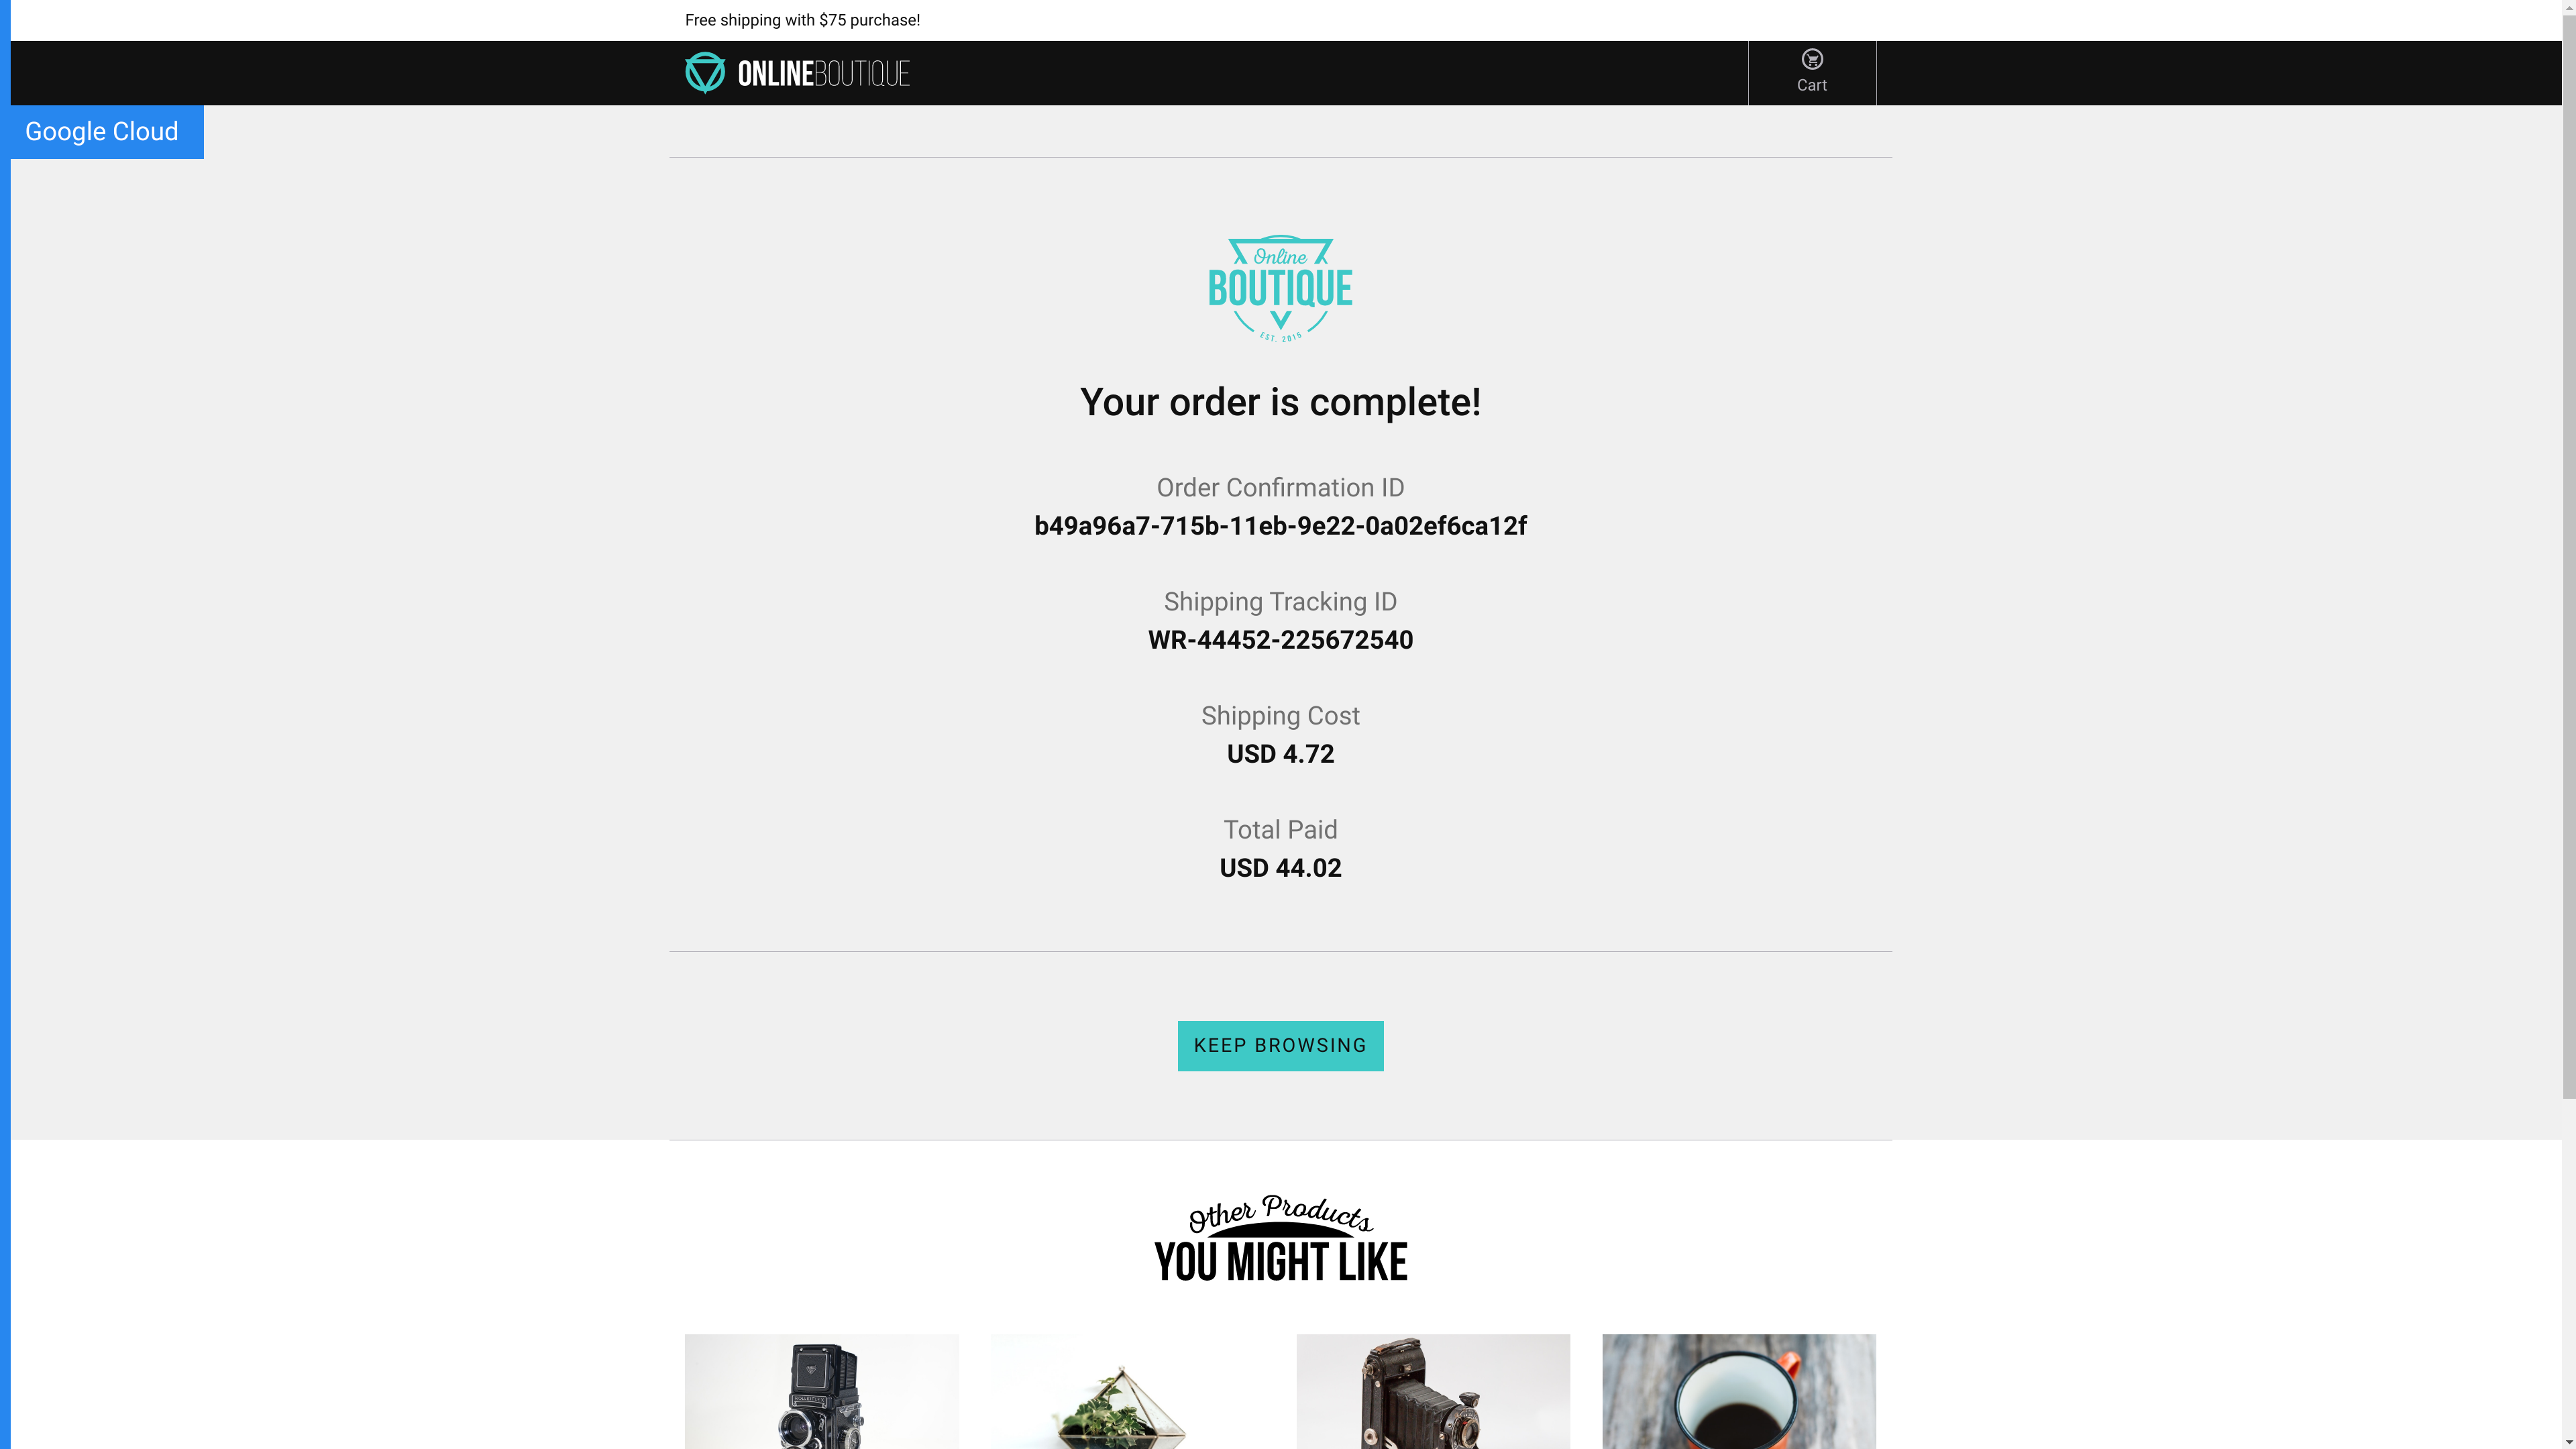 Free shipping with $75 purchase!
ONLINEBOUTIQUE
Cart
Google Cloud
Online
BOUTIQUE
EST. 2015
Your order is complete!
Order Confirmation ID
b49a96a7-715b-11eb-9e22-0a02ef6ca12f
Shipping Tracking ID
WR-44452-225672540
Shipping Cost
USD 4.72
Total Paid
USD 44.02
KEEP BROWSING
Other Products
YOU MIGHT LIKE